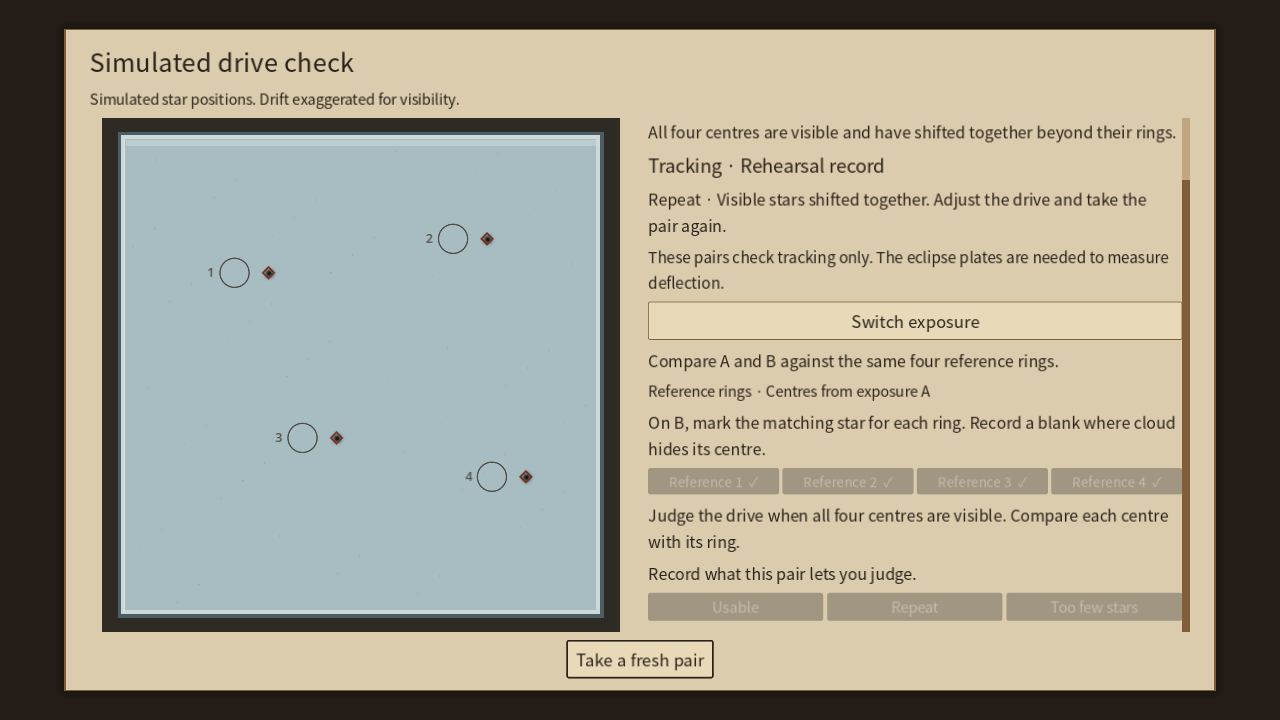 Simulated drive check
Simulated star positions. Drift exaggerated for visibility.
1
2
3
4
All four centres are visible and have shifted together beyond their rings.
Tracking · Rehearsal record
Repeat · Visible stars shifted together. Adjust the drive and take the
pair again.
These pairs check tracking only. The eclipse plates are needed to measure
deflection.
Switch exposure
Compare A and B against the same four reference rings.
Reference rings · Centres from exposure A
On B, mark the matching star for each ring. Record a blank where cloud
hides its centre.
Reference 1 ✓ Reference 2 ✓ Reference 3 ✓ Reference 4 ✓
Judge the drive when all four centres are visible. Compare each centre
with its ring.
Record what this pair lets you judge.
Usable Repeat Too few stars
Take a fresh pair